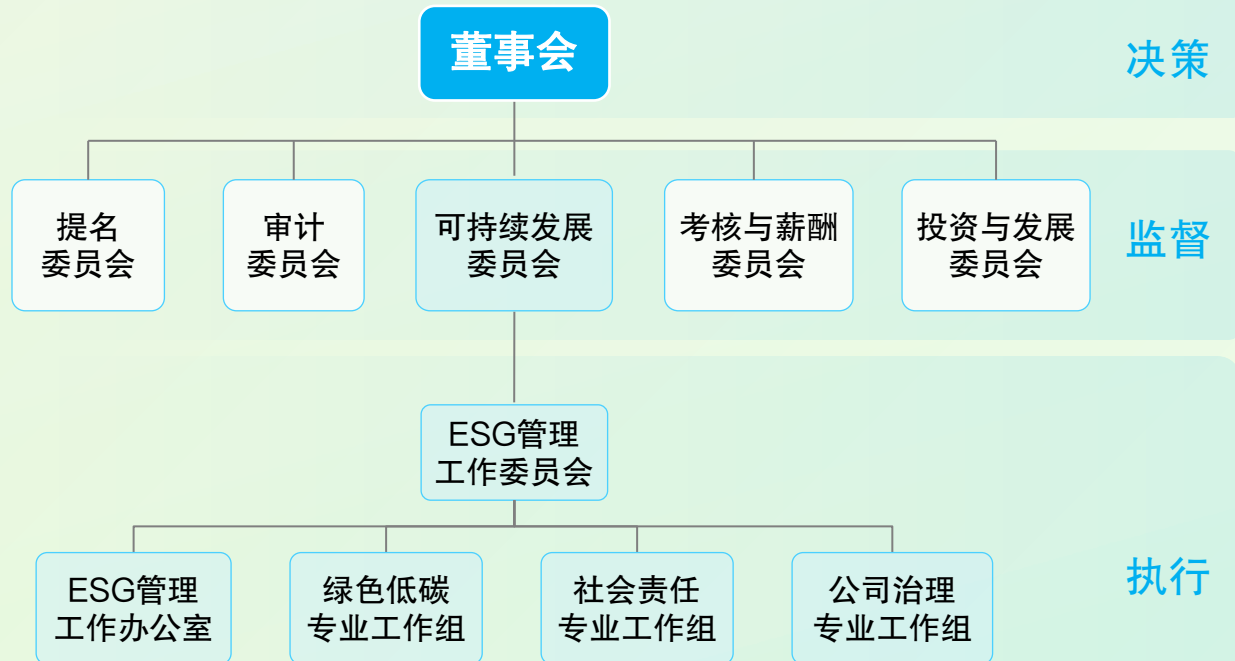 董事会
决策
提名
委员会
审计
委员会
可持续发展
委员会
考核与薪酬
委员会
投资与发展
委员会
监督
ESG管理
工作委员会
ESG管理
工作办公室
绿色低碳
专业工作组
社会责任
专业工作组
公司治理
专业工作组
执行